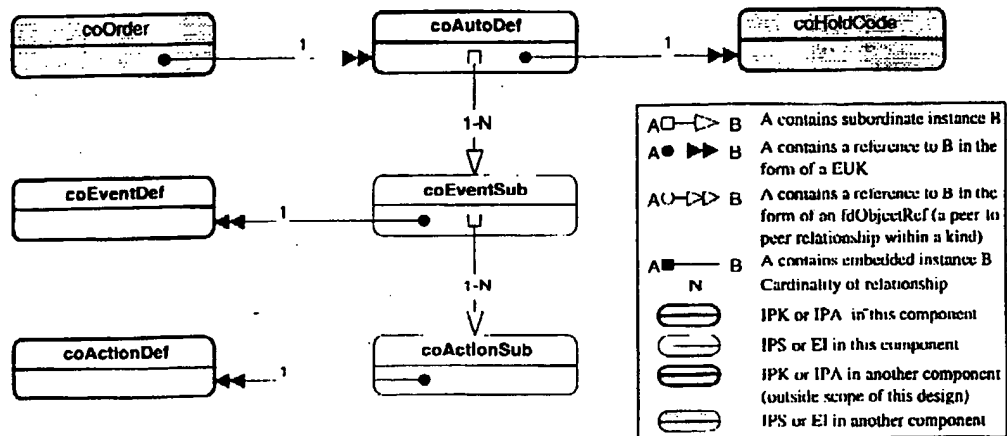 coOrder
1
coAutoDef
1
coHoldCode
1-N
coEventDef
1
coEventSub
1-N
coActionDef
1
coActionSub
A B A contains subordinate instance B
A B A contains a reference to B in the
form of a EUK
A B A contains a reference to B in the
form of an fdObjectRef (a peer to
peer relationship within a kind)
A B A contains embedded instance B
N Cardinality of relationship
IPK or IPA in this component
IPS or EI in this component
IPK or IPA in another component
(outside scope of this design)
IPS or EI in another component